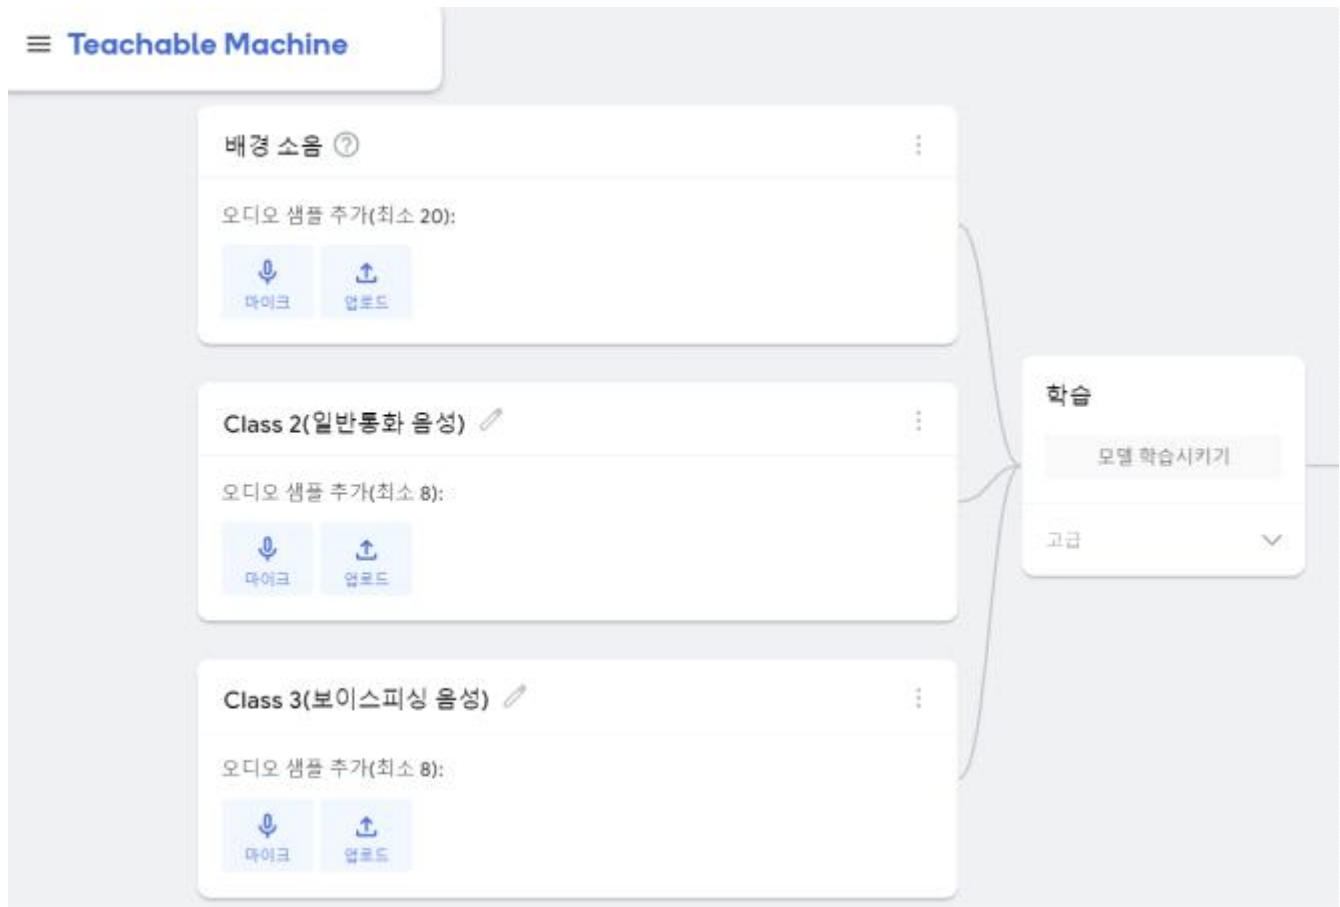 Teachable Machine
배경 소음 ?
오디오 샘플 추가(최소 20):
마이크 업로드
Class 2(일반통화 음성)
오디오 샘플 추가(최소 8):
마이크 업로드
Class 3(보이스피싱 음성)
오디오 샘플 추가(최소 8):
마이크 업로드
학습
모델 학습시키기
고급